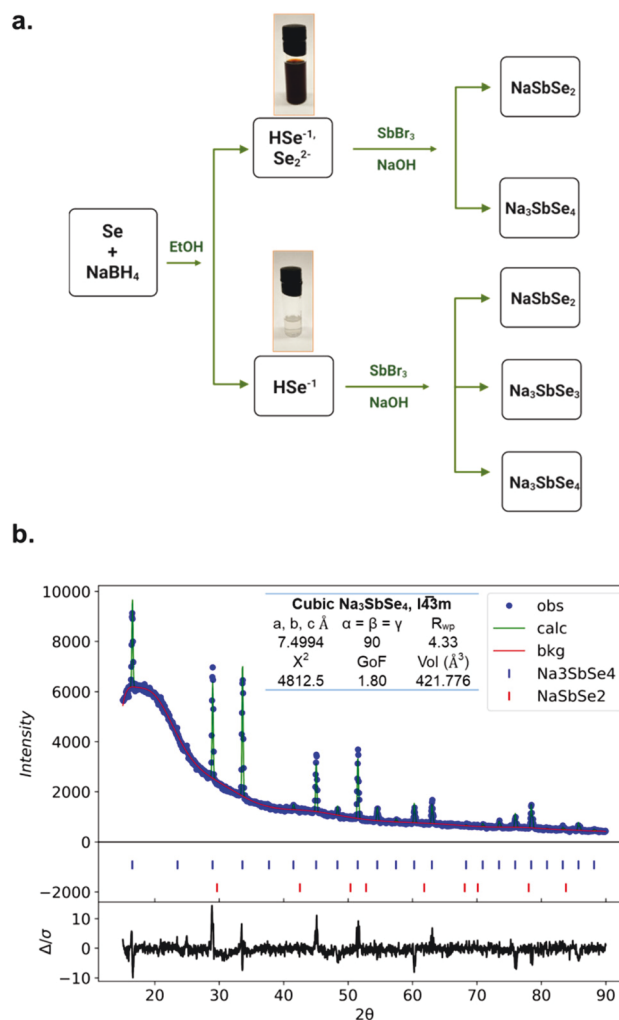 a.
HSe⁻¹,
Se₂²⁻
SbBr₃
NaOH
NaSbSe₂
Na₃SbSe₄
Se
+
NaBH₄
EtOH
HSe⁻¹
SbBr₃
NaOH
NaSbSe₂
Na₃SbSe₃
Na₃SbSe₄
b.
Cubic Na₃SbSe₄, I4̅3m
a, b, c Å α = β = γ Rwp
7.4994 90 4.33
X² GoF Vol (Å³)
4812.5 1.80 421.776
obs
calc
bkg
Na3SbSe4
NaSbSe2
Intensity
10000
8000
6000
4000
2000
0
−2000
Δ/σ
10
0
−10
20 30 40 50 60 70 80 90
2θ